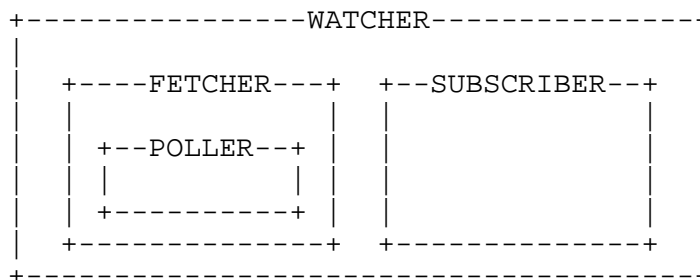 +----------------WATCHER---------------
|
|   +----FETCHER---+   +--SUBSCRIBER--+
|   |              |   |              |
|   | +--POLLER--+ |   |              |
|   | |          | |   |              |
|   | +----------+ |   |              |
|   +--------------+   +--------------+
+--------------------------------------